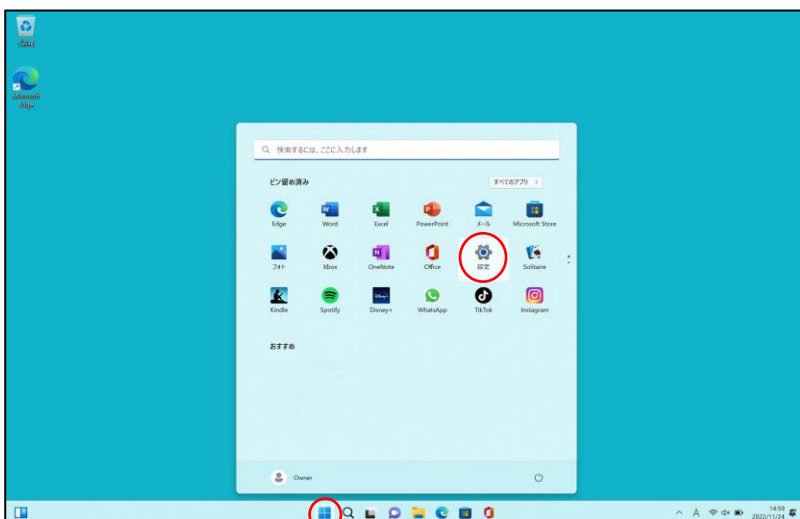 ごみ箱
Microsoft
Edge
検索するには、ここに入力します
ピン留め済み
すべてのアプリ >
Edge
Word
Excel
PowerPoint
メール
Microsoft Store
フォト
Xbox
OneNote
Office
設定
Solitaire
Kindle
Spotify
Disney+
WhatsApp
TikTok
Instagram
おすすめ
Owner
A
14:59
2022/11/24